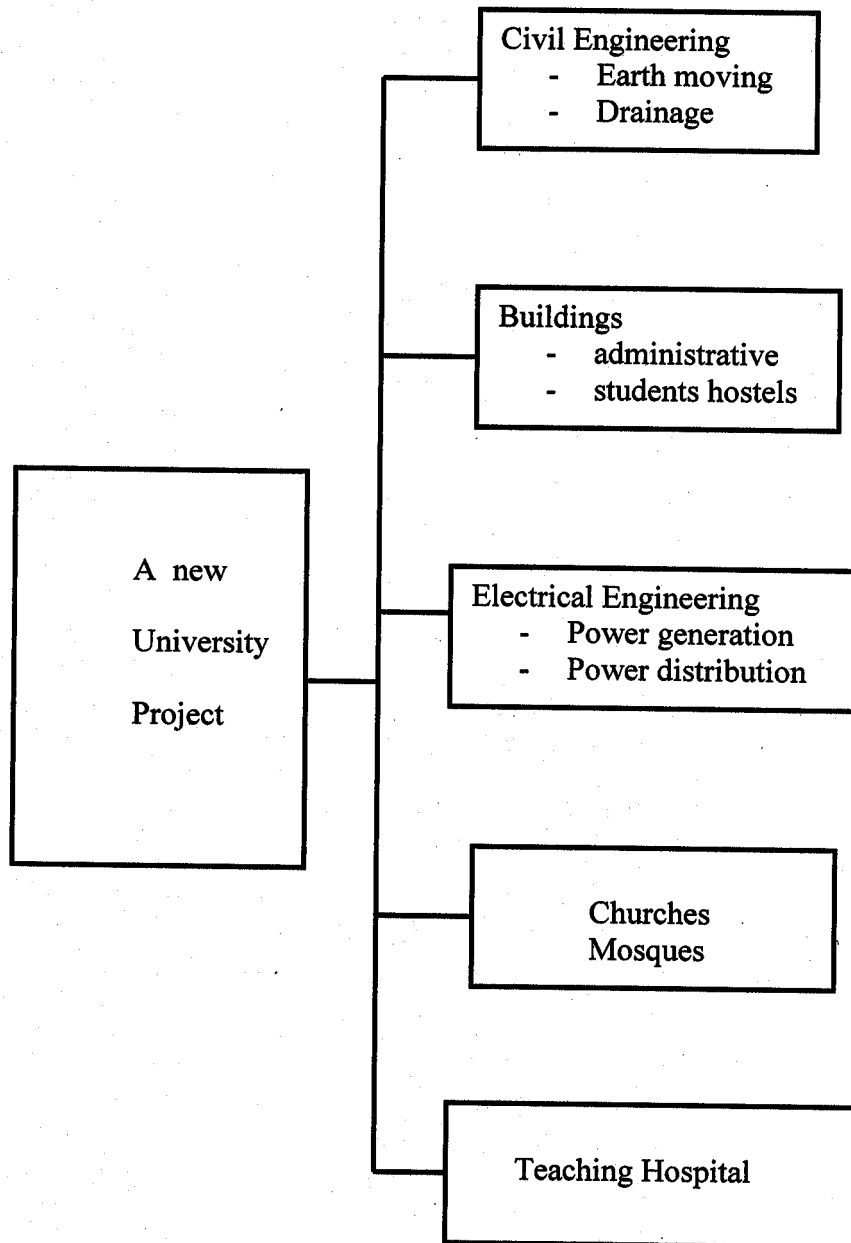 Civil Engineering
- Earth moving
- Drainage
Buildings
- administrative
- students hostels
A new
University
Project
Electrical Engineering
- Power generation
- Power distribution
Churches
Mosques
Teaching Hospital